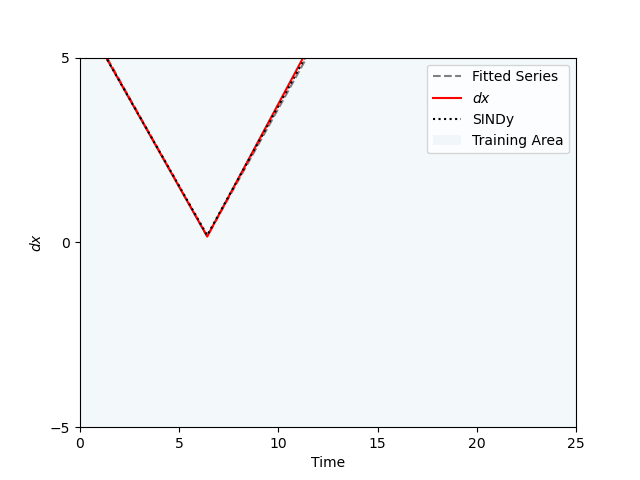 5
0
−5
dx
0 5 10 15 20 25
Time
Fitted Series
dx
SINDy
Training Area